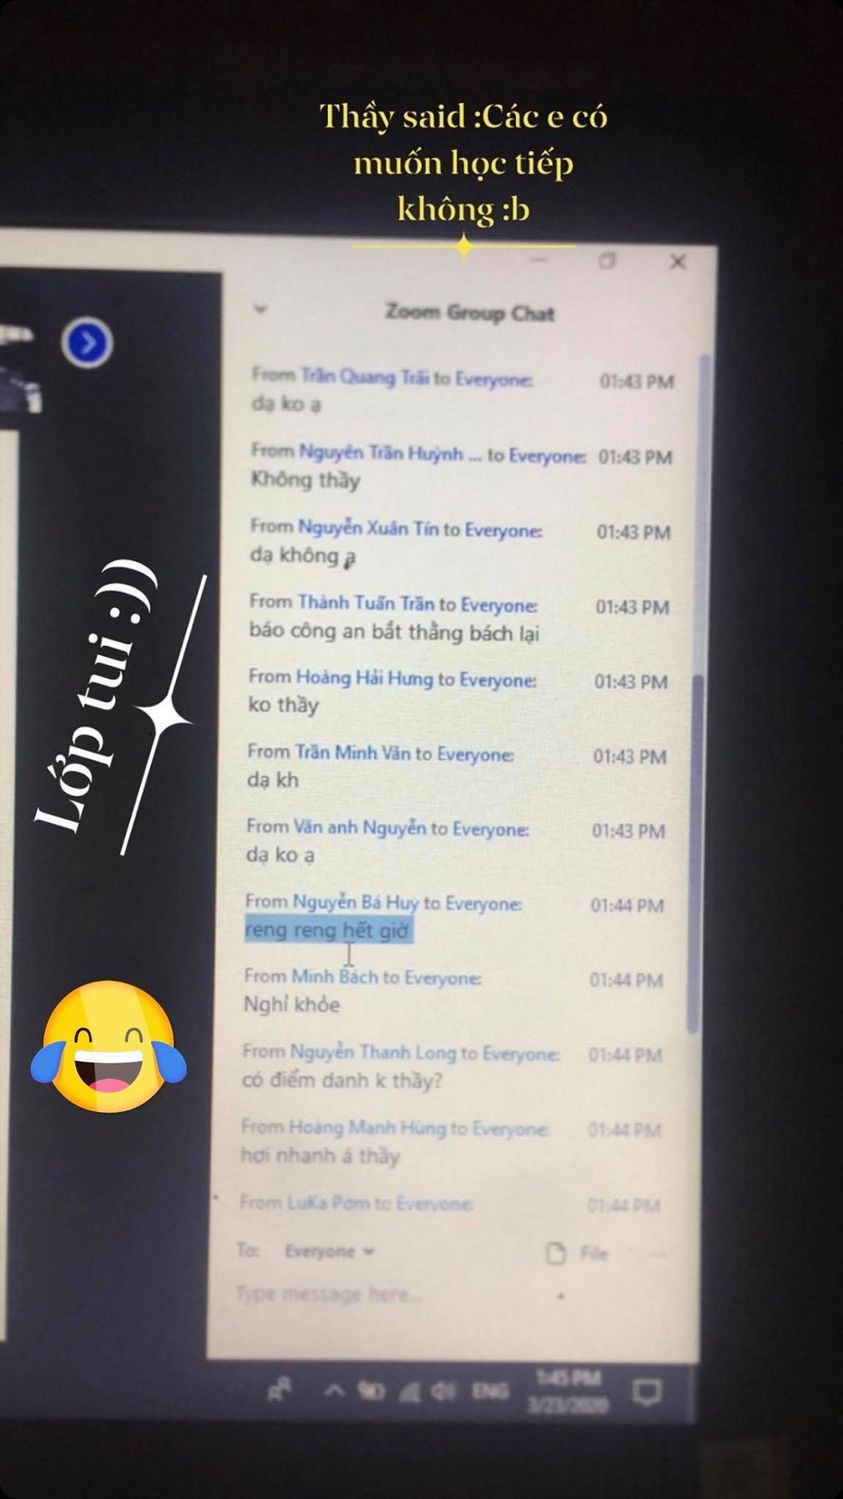 Thầy said :Các e có
muốn học tiếp
không :b
Zoom Group Chat
From Trần Quang Trãi to Everyone: 01:43 PM
dạ ko ạ
From Nguyên Trần Huỳnh ... to Everyone: 01:43 PM
Không thầy
From Nguyễn Xuân Tín to Everyone: 01:43 PM
dạ không ạ
From Thành Tuấn Trần to Everyone: 01:43 PM
báo công an bắt thằng bách lại
From Hoàng Hải Hưng to Everyone: 01:43 PM
ko thầy
From Trần Minh Văn to Everyone: 01:43 PM
dạ kh
From Văn anh Nguyễn to Everyone: 01:43 PM
dạ ko ạ
From Nguyễn Bá Huy to Everyone: 01:44 PM
reng reng hết giờ
From Minh Bách to Everyone: 01:44 PM
Nghỉ khỏe
From Nguyễn Thanh Long to Everyone: 01:44 PM
có điểm danh k thầy?
From Hoàng Manh Hùng to Everyone: 01:44 PM
hơi nhanh á thầy
From LuKa Pơm to Everyone: 01:44 PM
To: Everyone File
Type message here...
ENG 1:45 PM
3/23/2020
Lớp tui :))